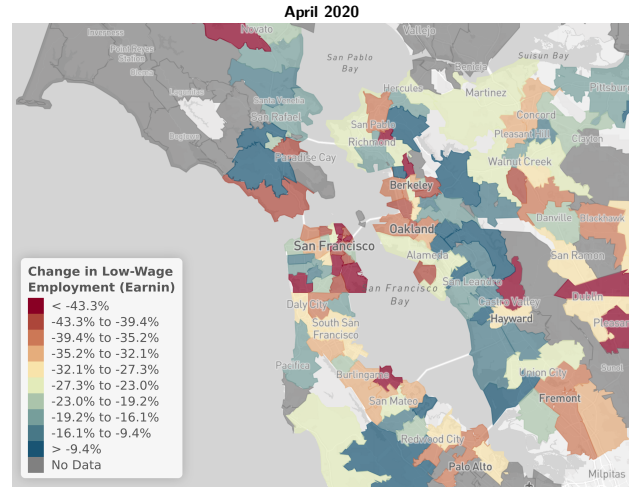 April 2020
Novato
Vallejo
Inverness
Point Reyes
Station
Olema
San Pablo
Bay
Suisun Bay
Benicia
Lagunitas
Santa Venetia
Hercules
Martinez
Pittsburg
San Rafael
San Pablo
Concord
Dogtown
Richmond
Pleasant Hill
Clayton
Paradise Cay
Walnut Creek
Berkeley
Oakland
Danville
Blackhawk
San Francisco
Alameda
San Ramon
San Leandro
San Francisco
Bay
Castro Valley
Dublin
Daly City
Hayward
Pleasan
South San
Francisco
Pacifica
Burlingame
Union City
Sunol
San Mateo
Fremont
Redwood City
Palo Alto
Milpitas
Change in Low-Wage
Employment (Earnin)
< -43.3%
-43.3% to -39.4%
-39.4% to -35.2%
-35.2% to -32.1%
-32.1% to -27.3%
-27.3% to -23.0%
-23.0% to -19.2%
-19.2% to -16.1%
-16.1% to -9.4%
> -9.4%
No Data